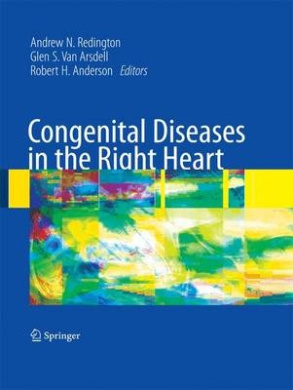 Andrew N. Redington
Glen S. Van Arsdell
Robert H. Anderson Editors
Congenital Diseases
in the Right Heart
Springer